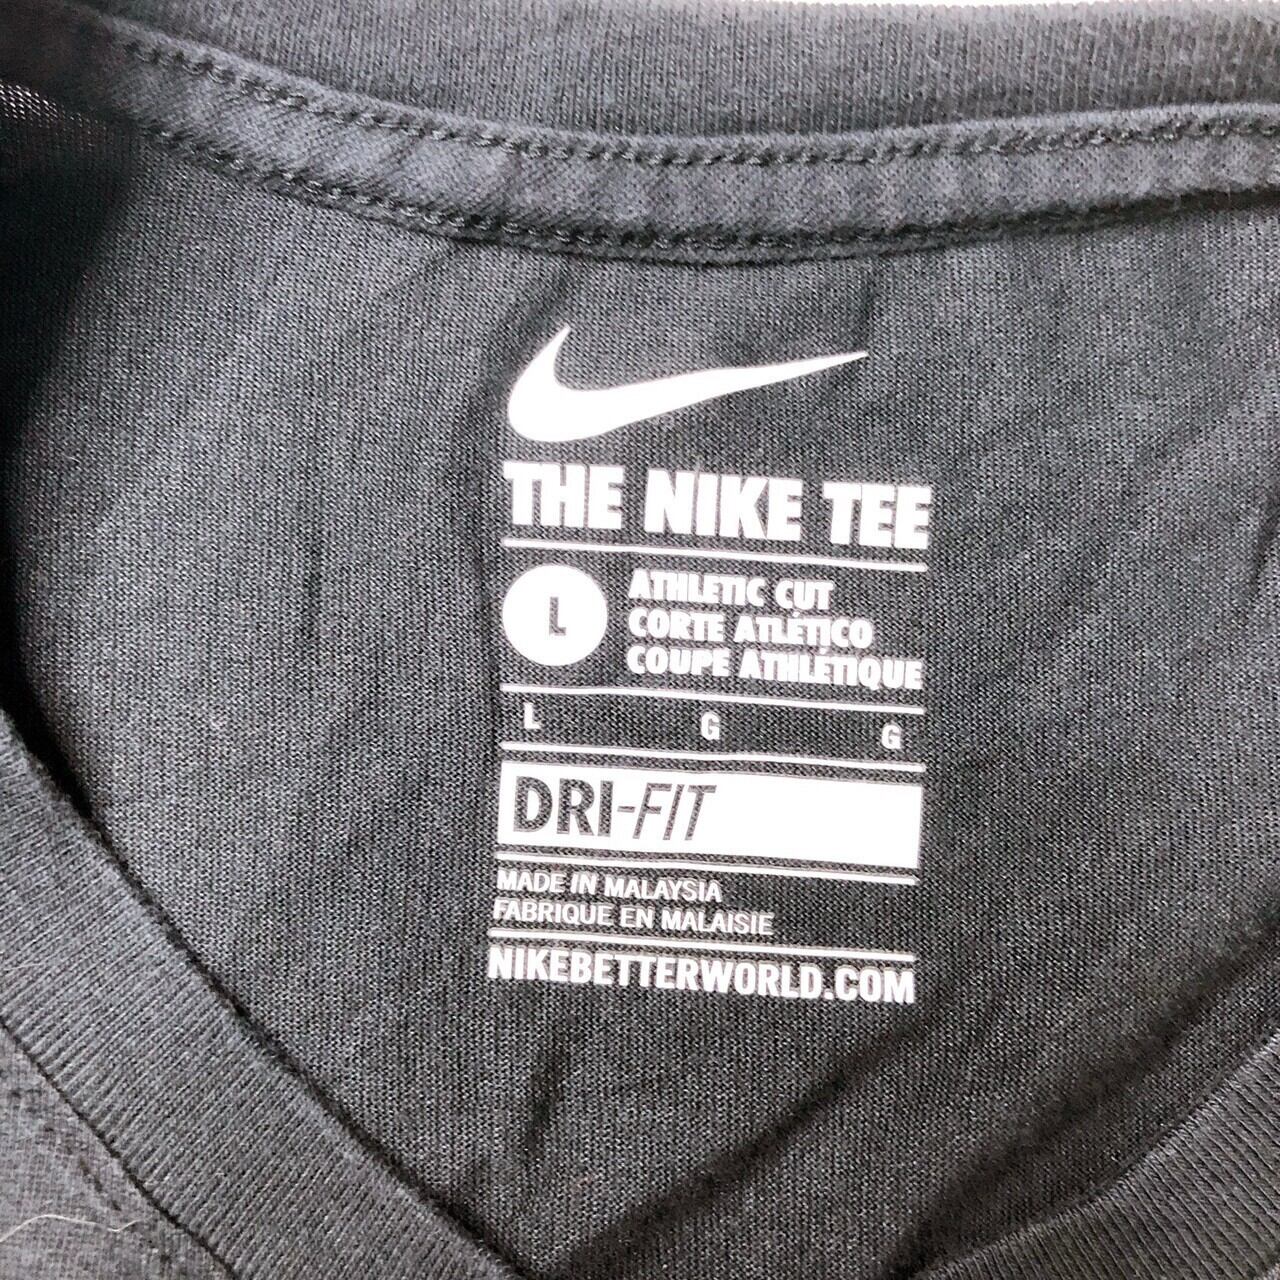 THE NIKE TEE
L
ATHLETIC CUT
CORTE ATLÉTICO
COUPE ATHLÉTIQUE
L G G
DRI-FIT
MADE IN MALAYSIA
FABRIQUE EN MALAISIE
NIKEBETTERWORLD.COM